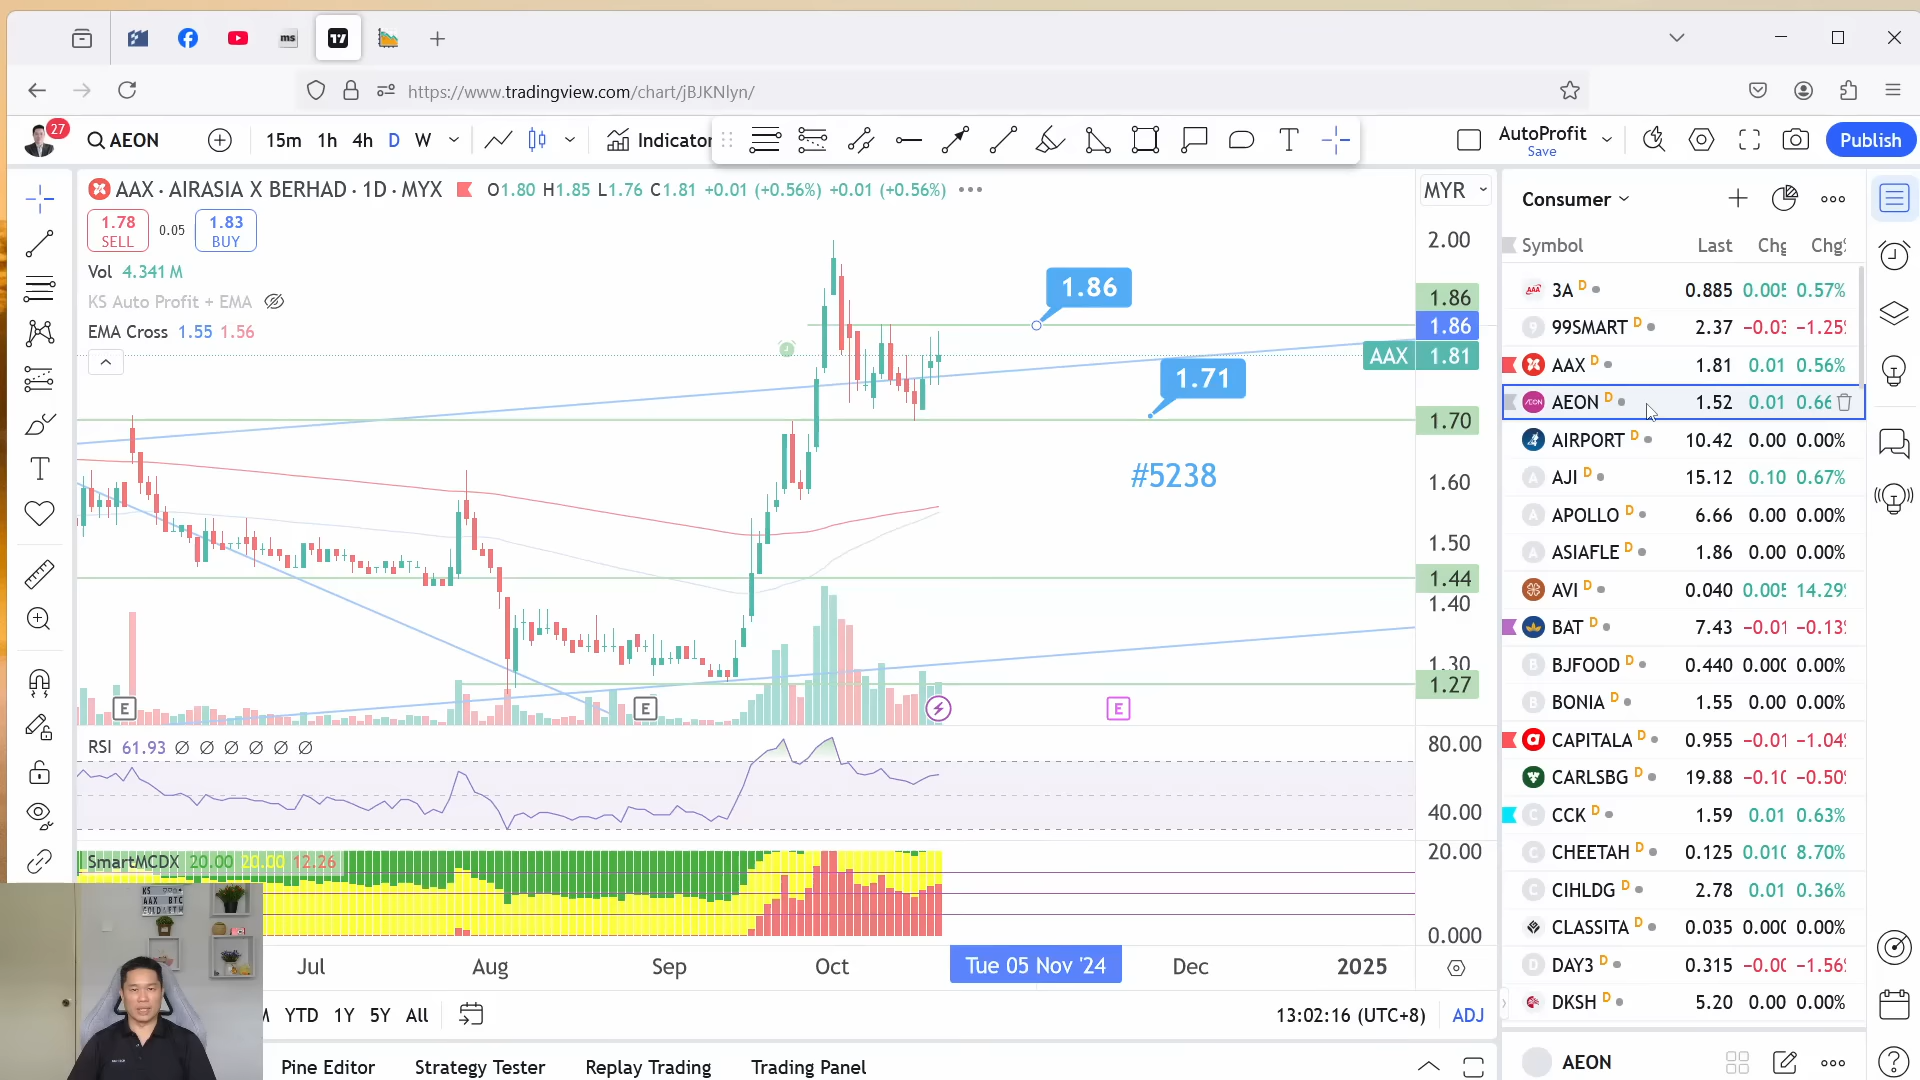 ms
https://www.tradingview.com/chart/jBJKNlyn/
27
AEON
15m 1h 4h D W
Indicator
AutoProfit
Save
Publish
AAX · AIRASIA X BERHAD · 1D · MYX
O1.80 H1.85 L1.76 C1.81 +0.01 (+0.56%) +0.01 (+0.56%)
MYR
1.78
SELL
0.05
1.83
BUY
Vol 4.341 M
KS Auto Profit + EMA
EMA Cross 1.55 1.56
1.86
1.71
#5238
2.00
1.86
1.86
AAX 1.81
1.70
1.60
1.50
1.44
1.40
1.30
1.27
E
E
E
RSI 61.93 Ø Ø Ø Ø Ø Ø
80.00
40.00
SmartMCDX 20.00 20.00 12.26
20.00
0.000
Jul Aug Sep Oct Tue 05 Nov '24 Dec 2025
YTD 1Y 5Y All
13:02:16 (UTC+8) ADJ
Pine Editor Strategy Tester Replay Trading Trading Panel
KS
AAX BTC
GOLD&ETH
Consumer
Symbol Last Chg Chg%
3A D 0.885 0.005 0.57%
99SMART D 2.37 −0.03 −1.25%
AAX D 1.81 0.01 0.56%
AEON D 1.52 0.01 0.66
AIRPORT D 10.42 0.00 0.00%
AJI D 15.12 0.10 0.67%
APOLLO D 6.66 0.00 0.00%
ASIAFLE D 1.86 0.00 0.00%
AVI D 0.040 0.005 14.29%
BAT D 7.43 −0.01 −0.13%
BJFOOD D 0.440 0.000 0.00%
BONIA D 1.55 0.00 0.00%
CAPITALA D 0.955 −0.01 −1.04%
CARLSBG D 19.88 −0.10 −0.50%
CCK D 1.59 0.01 0.63%
CHEETAH D 0.125 0.010 8.70%
CIHLDG D 2.78 0.01 0.36%
CLASSITA D 0.035 0.000 0.00%
DAY3 D 0.315 −0.00 −1.56%
DKSH D 5.20 0.00 0.00%
AEON